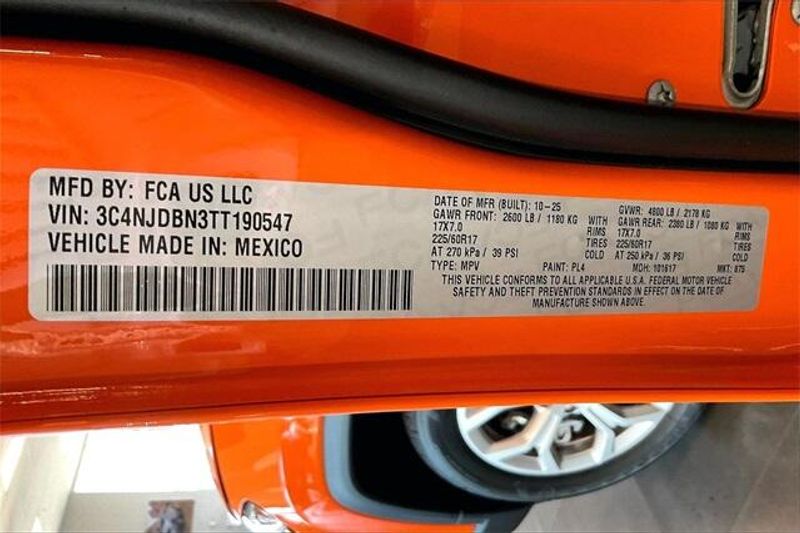 MFD BY: FCA US LLC
VIN: 3C4NJDBN3TT190547
VEHICLE MADE IN: MEXICO
DATE OF MFR (BUILT): 10-25 GVWR: 4800 LB / 2178 KG
GAWR FRONT: 2600 LB / 1180 KG GAWR REAR: 2380 LB / 1080 KG
17X7.0 RIMS 17X7.0 RIMS
225/60R17 TIRES 225/60R17 TIRES
AT 270 kPa / 39 PSI COLD AT 250 kPa / 36 PSI COLD
TYPE: MPV PAINT: PL4 MDH: 101617 MKT: 875
THIS VEHICLE CONFORMS TO ALL APPLICABLE U.S.A. FEDERAL MOTOR VEHICLE
SAFETY AND THEFT PREVENTION STANDARDS IN EFFECT ON THE DATE OF
MANUFACTURE SHOWN ABOVE.